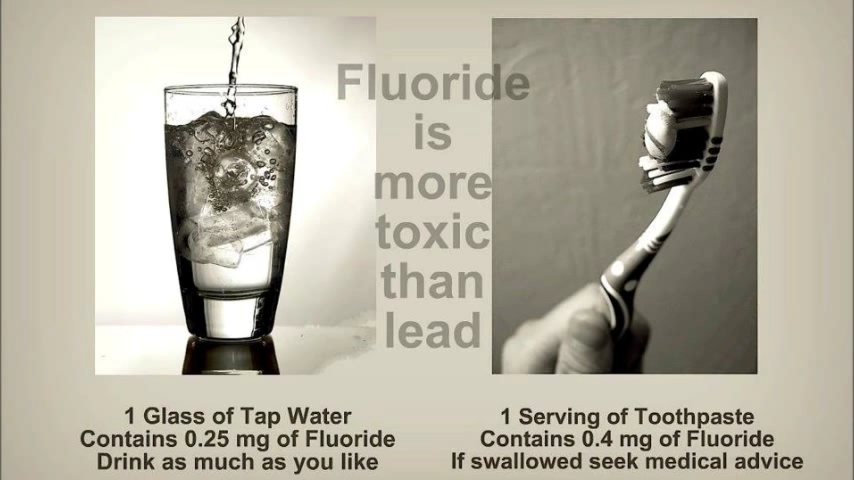 Fluoride
is
more
toxic
than
lead
1 Glass of Tap Water
Contains 0.25 mg of Fluoride
Drink as much as you like
1 Serving of Toothpaste
Contains 0.4 mg of Fluoride
If swallowed seek medical advice